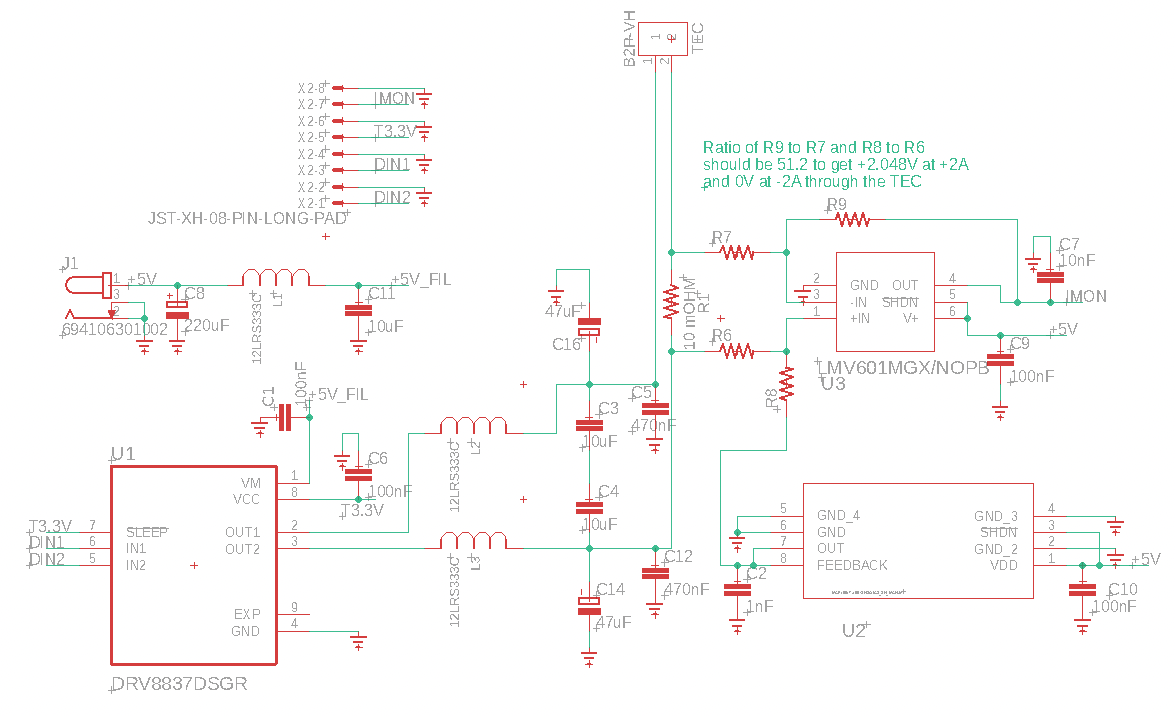 B2P-VH
TEC
1 2
1 2
X2-8
X2-7 IMON
X2-6
X2-5 T3.3V
X2-4
X2-3 DIN1
X2-2
X2-1 DIN2
JST-XH-08-PIN-LONG-PAD
Ratio of R9 to R7 and R8 to R6
should be 51.2 to get +2.048V at +2A
and 0V at -2A through the TEC
J1
1
3
2
694106301002
+5V
C8
220uF
L1
12LRS333C
+5V_FIL
C11
10uF
47uF
C16
10 mOHM
R1
R7
R6
R8
R9
2 GND
3 -IN
1 +IN
OUT 4
SHDN 5
V+ 6
LMV601MGX/NOPB
U3
C7
10nF
IMON
+5V
C9
100nF
C1
100nF
+5V_FIL
C6
100nF
T3.3V
U1
VM 1
VCC 8
T3.3V 7 SLEEP
DIN1 6 IN1
DIN2 5 IN2
OUT1 2
OUT2 3
EXP 9
GND 4
DRV8837DSGR
L2
12LRS333C
L3
12LRS333C
C3
10uF
C5
470nF
C4
10uF
C12
470nF
C14
47uF
5 GND_4
6 GND
7 OUT
8 FEEDBACK
GND_3 4
SHDN 3
GND_2 2
VDD 1
U2
C2
1nF
+5V
C10
100nF